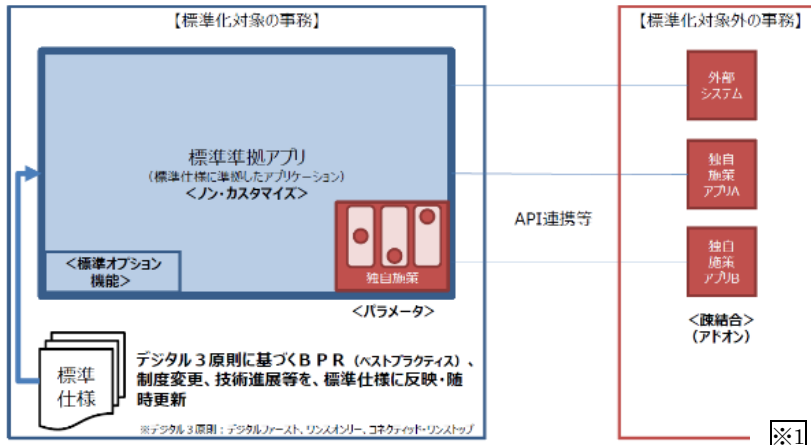 【標準化対象の事務】
【標準化対象外の事務】
標準準拠アプリ
(標準仕様に準拠したアプリケーション)
<ノン・カスタマイズ>
<標準オプション
機能>
独自施策
<パラメータ>
API連携等
外部
システム
独自
施策
アプリA
独自
施策
アプリB
<疎結合>
(アドオン)
標準
仕様
デジタル3原則に基づくBPR(ベストプラクティス)、
制度変更、技術進展等を、標準仕様に反映・随
時更新
※デジタル3原則：デジタルファースト、ワンスオンリー、コネクティッド・ワンストップ
※1